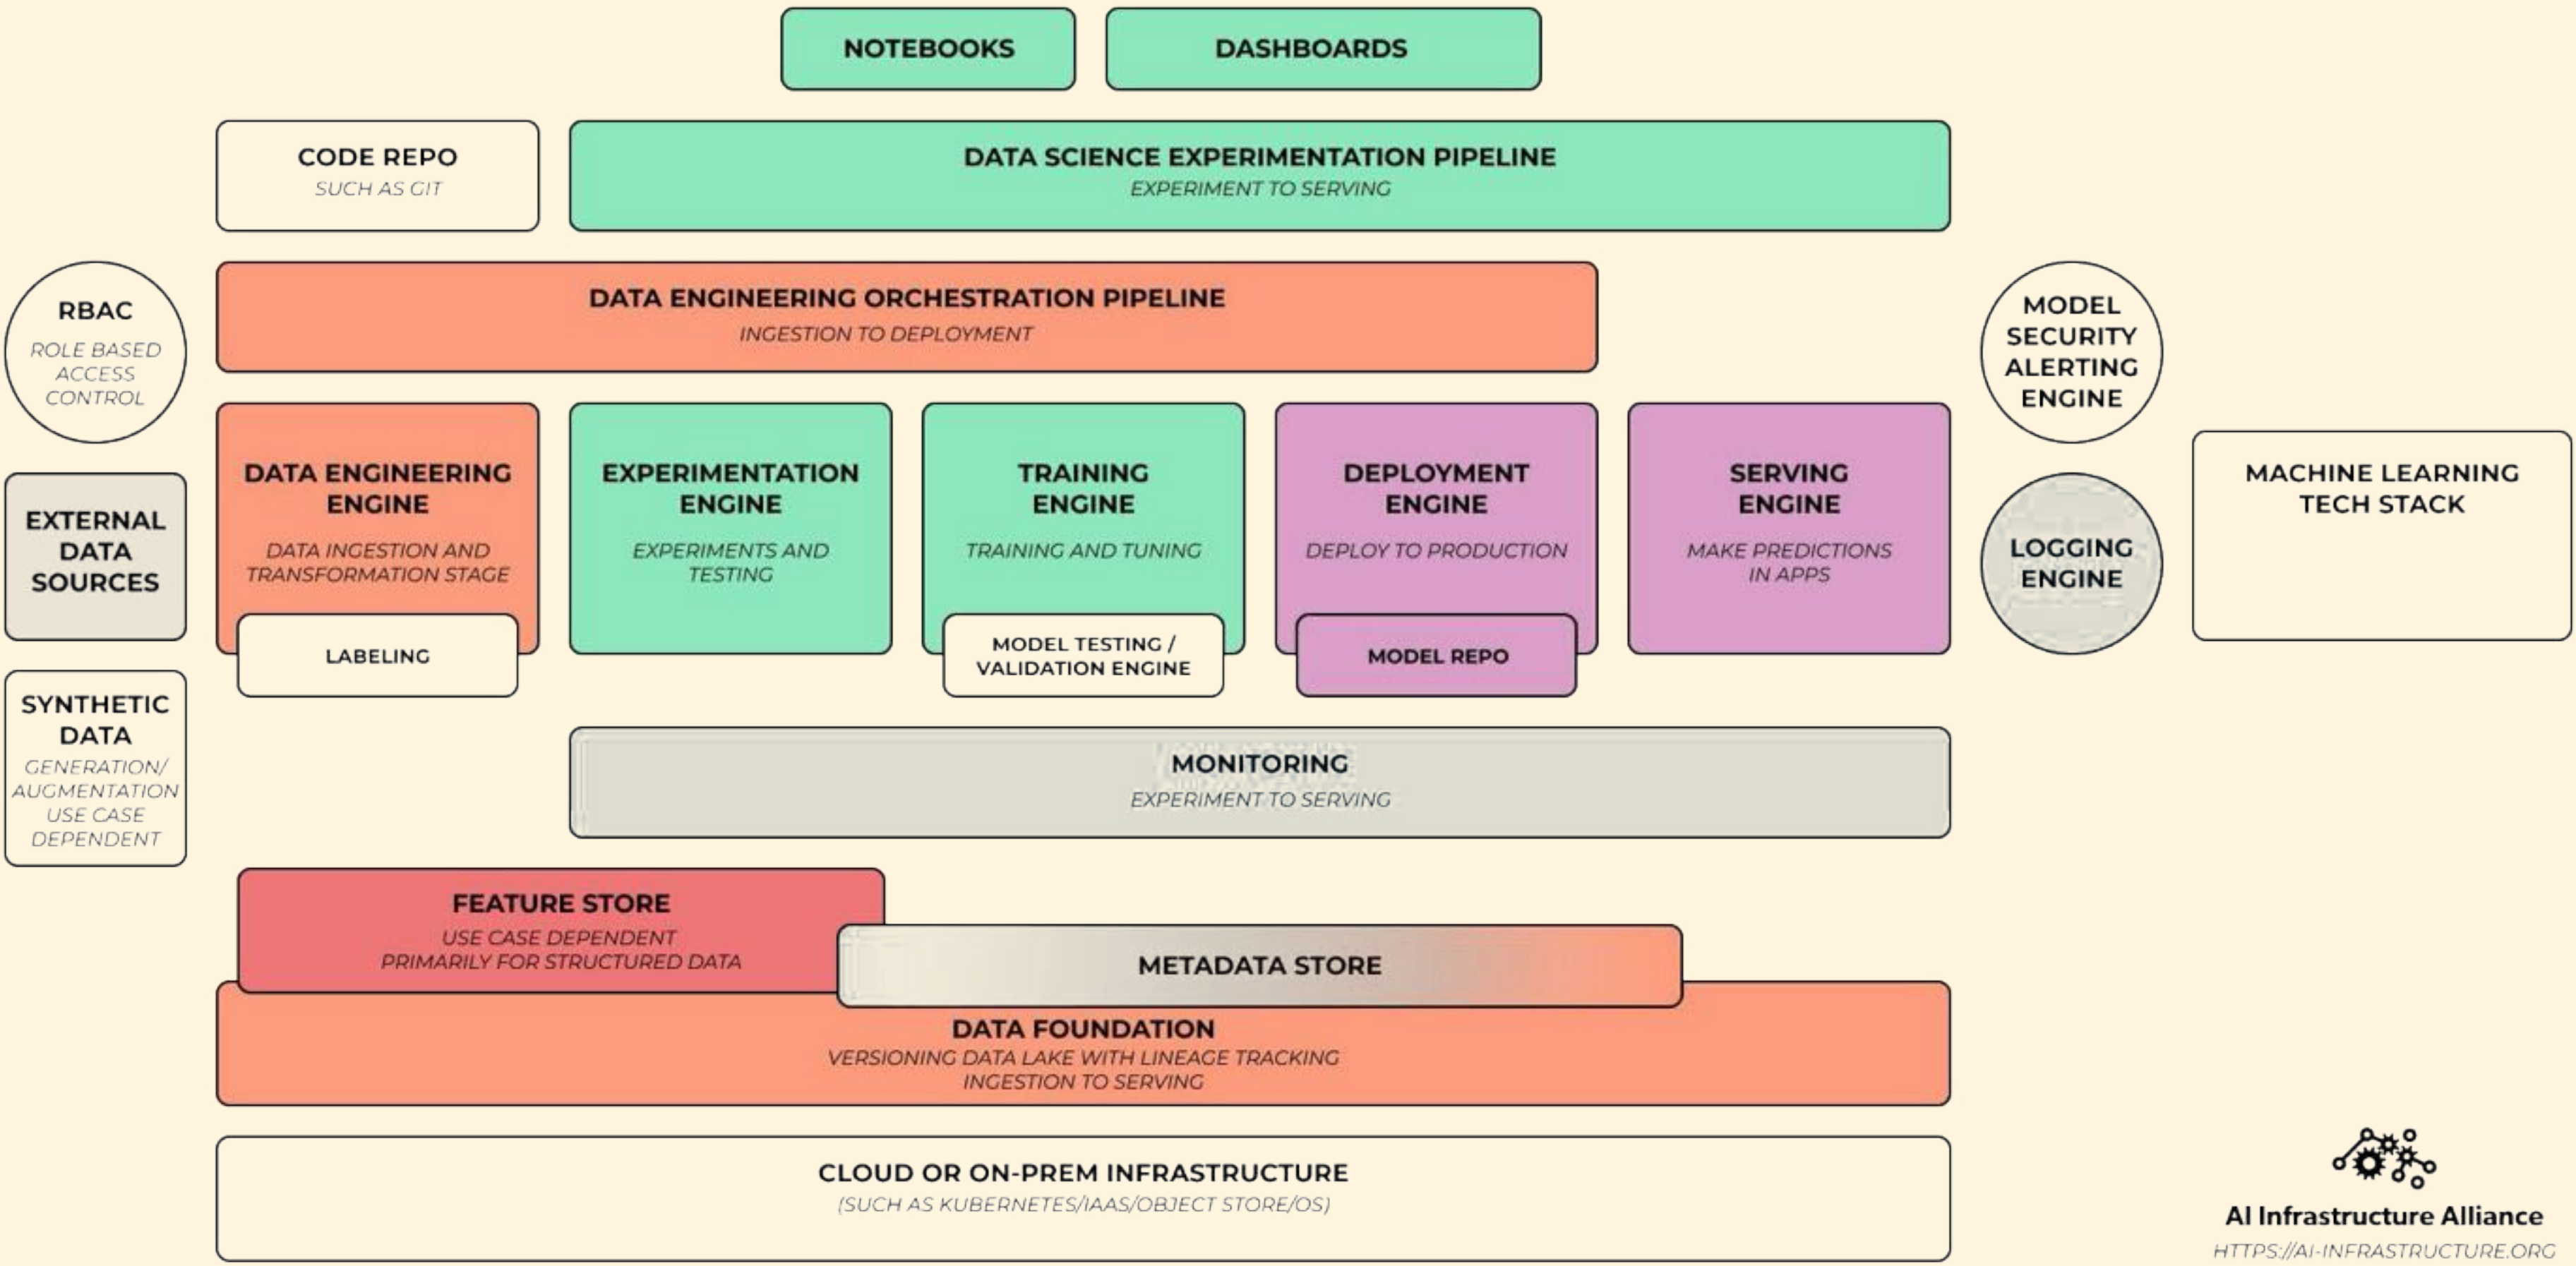 NOTEBOOKS
DASHBOARDS
CODE REPO
SUCH AS GIT
DATA SCIENCE EXPERIMENTATION PIPELINE
EXPERIMENT TO SERVING
RBAC
ROLE BASED
ACCESS
CONTROL
DATA ENGINEERING ORCHESTRATION PIPELINE
INGESTION TO DEPLOYMENT
MODEL
SECURITY
ALERTING
ENGINE
EXTERNAL
DATA
SOURCES
DATA ENGINEERING
ENGINE
DATA INGESTION AND
TRANSFORMATION STAGE
LABELING
EXPERIMENTATION
ENGINE
EXPERIMENTS AND
TESTING
TRAINING
ENGINE
TRAINING AND TUNING
MODEL TESTING /
VALIDATION ENGINE
DEPLOYMENT
ENGINE
DEPLOY TO PRODUCTION
MODEL REPO
SERVING
ENGINE
MAKE PREDICTIONS
IN APPS
LOGGING
ENGINE
MACHINE LEARNING
TECH STACK
SYNTHETIC
DATA
GENERATION/
AUGMENTATION
USE CASE
DEPENDENT
MONITORING
EXPERIMENT TO SERVING
FEATURE STORE
USE CASE DEPENDENT
PRIMARILY FOR STRUCTURED DATA
METADATA STORE
DATA FOUNDATION
VERSIONING DATA LAKE WITH LINEAGE TRACKING
INGESTION TO SERVING
CLOUD OR ON-PREM INFRASTRUCTURE
(SUCH AS KUBERNETES/IAAS/OBJECT STORE/OS)
AI Infrastructure Alliance
HTTPS://AI-INFRASTRUCTURE.ORG